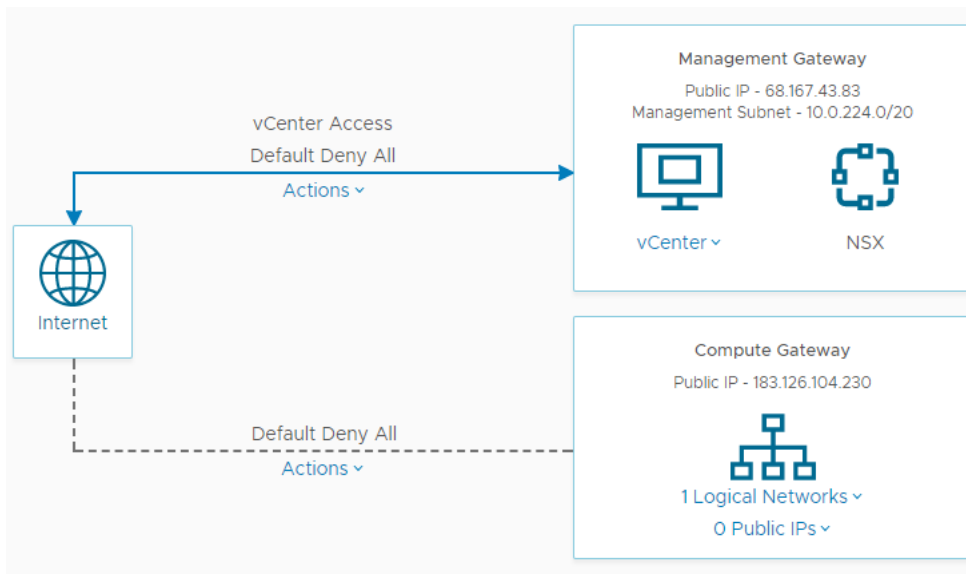 Management Gateway
Public IP - 68.167.43.83
Management Subnet - 10.0.224.0/20
vCenter
NSX
vCenter Access
Default Deny All
Actions
Internet
Compute Gateway
Public IP - 183.126.104.230
1 Logical Networks
0 Public IPs
Default Deny All
Actions